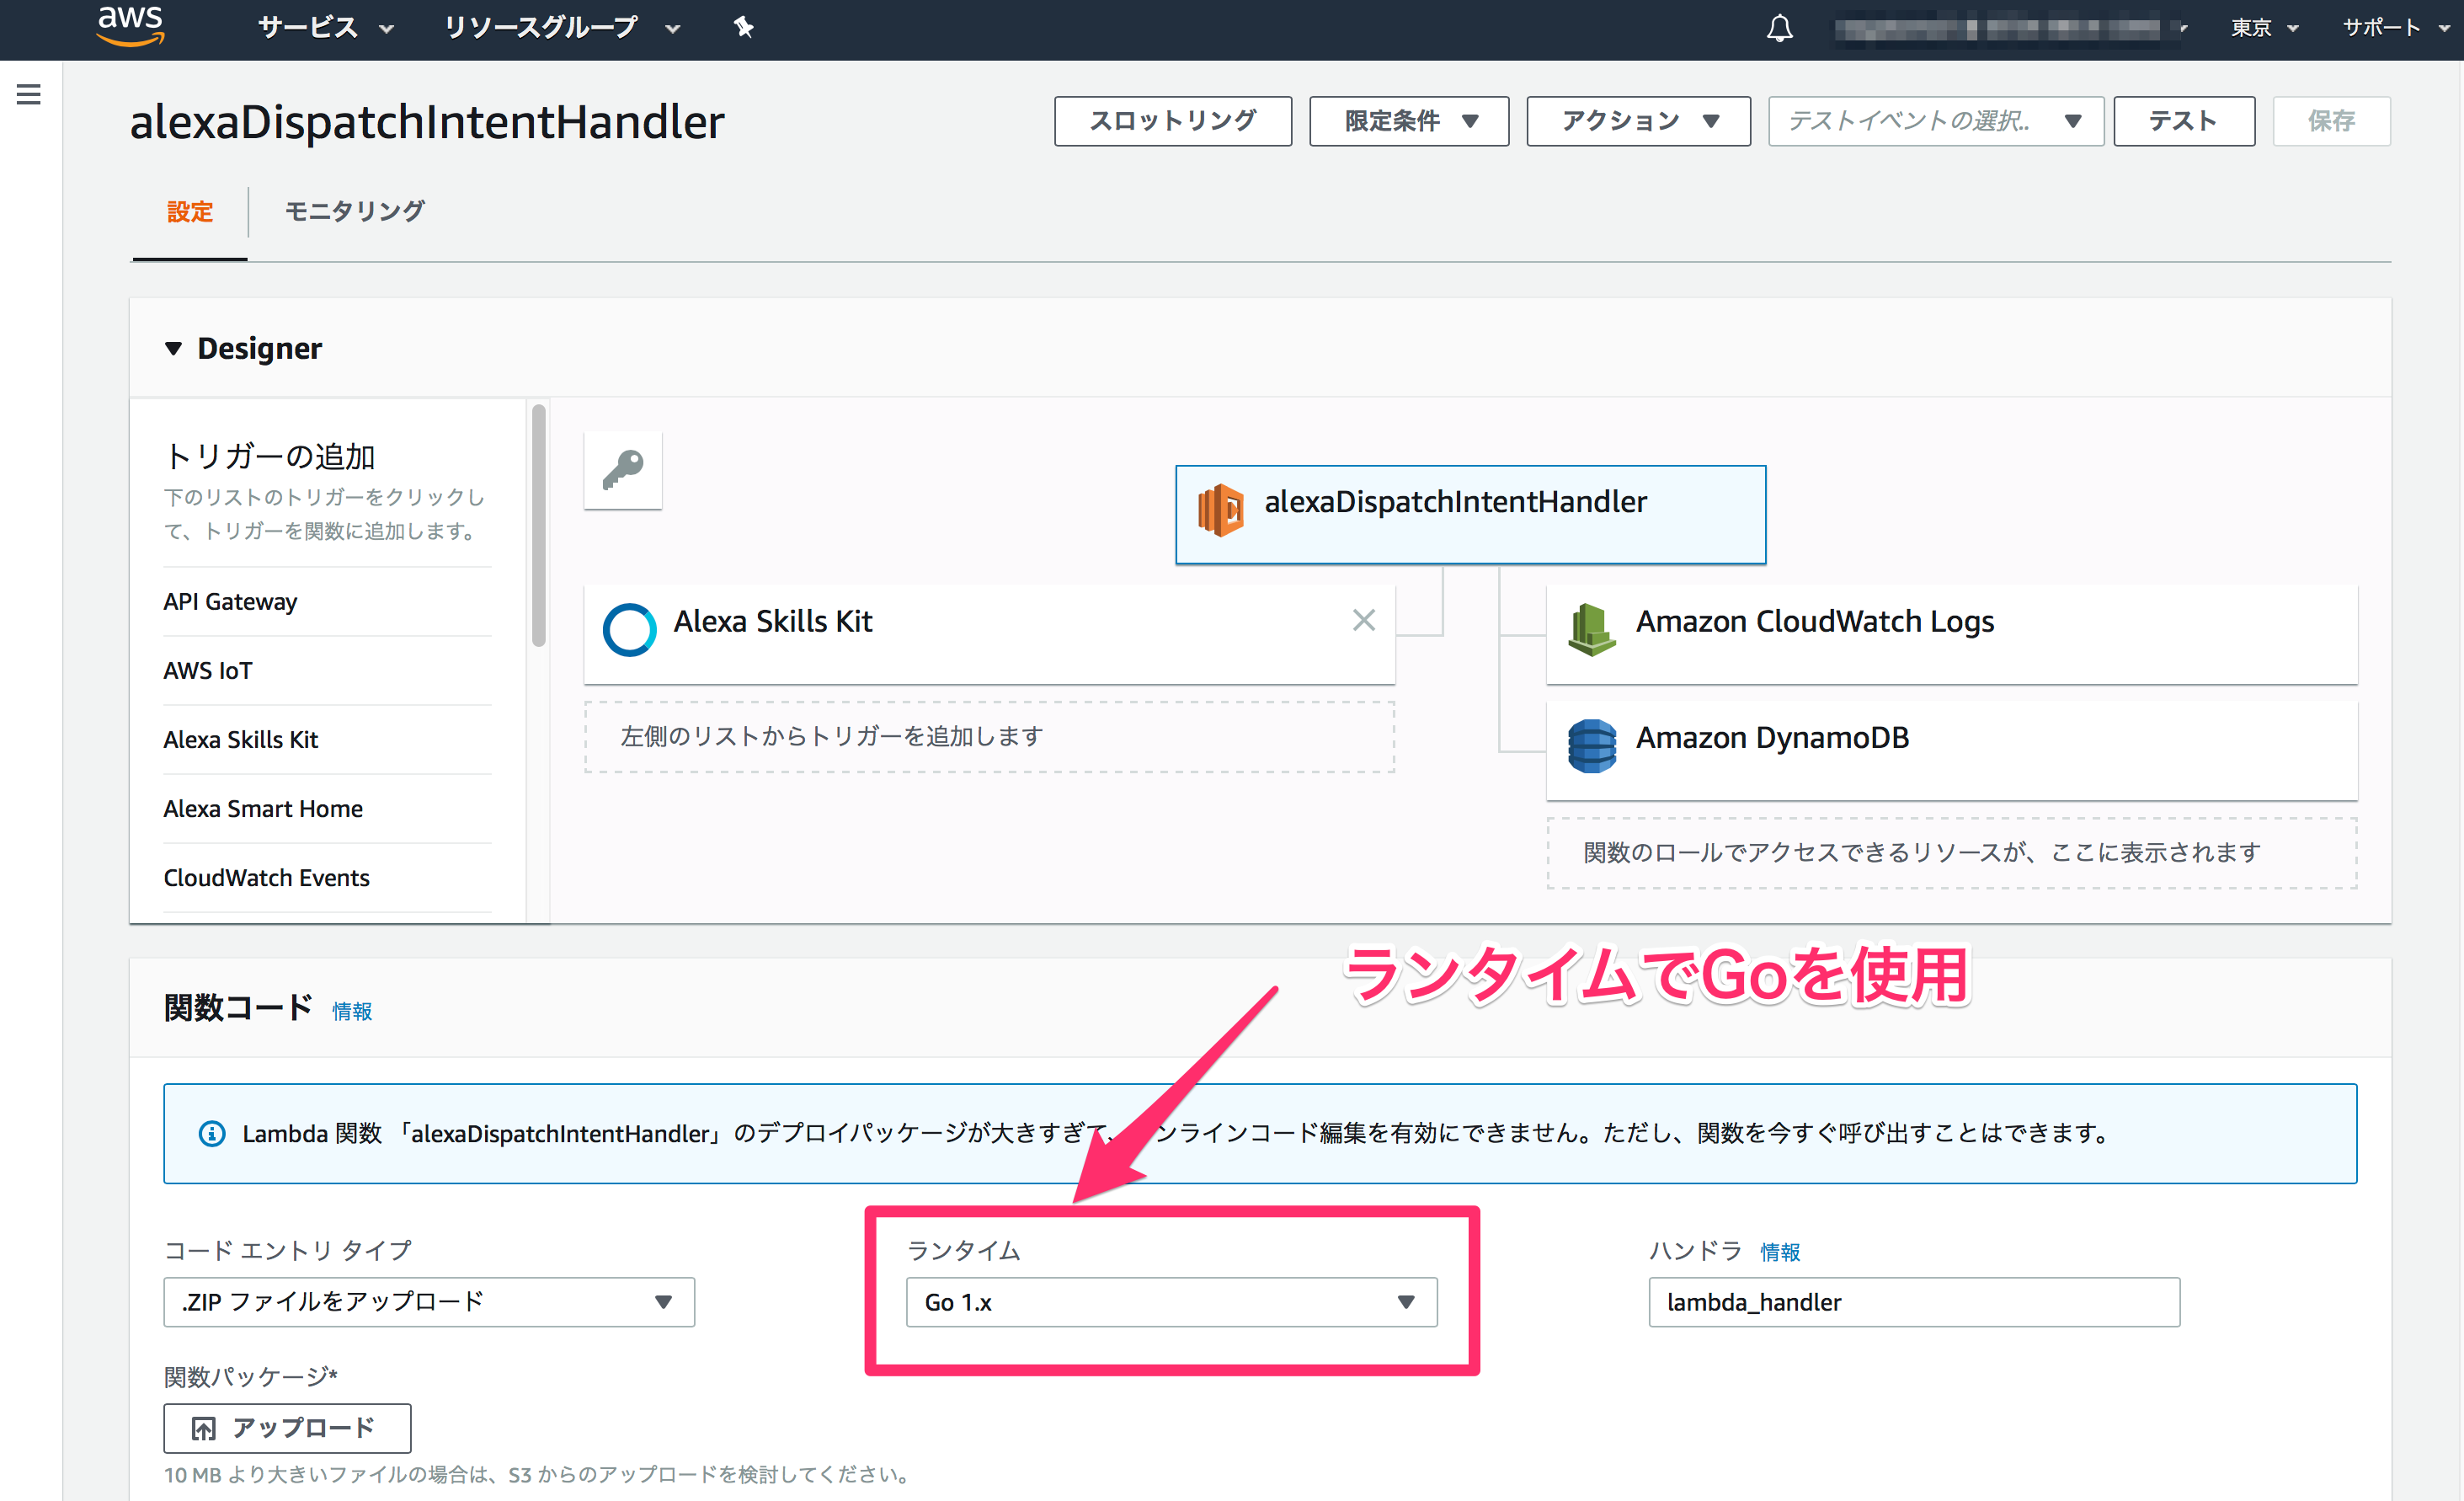 aws
サービス
リソースグループ
東京
サポート
alexaDispatchIntentHandler
スロットリング
限定条件
アクション
テストイベントの選択..
テスト
保存
設定
モニタリング
Designer
トリガーの追加
下のリストのトリガーをクリックし
て、トリガーを関数に追加します。
API Gateway
AWS IoT
Alexa Skills Kit
Alexa Smart Home
CloudWatch Events
alexaDispatchIntentHandler
Alexa Skills Kit
左側のリストからトリガーを追加します
Amazon CloudWatch Logs
Amazon DynamoDB
関数のロールでアクセスできるリソースが、ここに表示されます
ランタイムでGoを使用
関数コード 情報
Lambda 関数 「alexaDispatchIntentHandler」のデプロイパッケージが大きすぎて、ンラインコード編集を有効にできません。ただし、関数を今すぐ呼び出すことはできます。
コード エントリ タイプ
.ZIP ファイルをアップロード
ランタイム
Go 1.x
ハンドラ 情報
lambda_handler
関数パッケージ*
アップロード
10 MB より大きいファイルの場合は、S3 からのアップロードを検討してください。